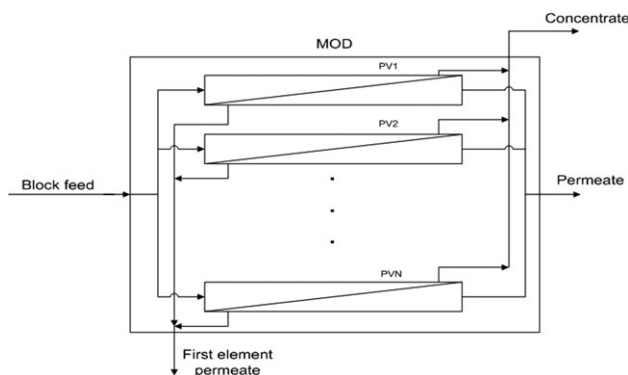 Concentrate
MOD
PV1
PV2
Block feed
Permeate
PVN
First element
permeate